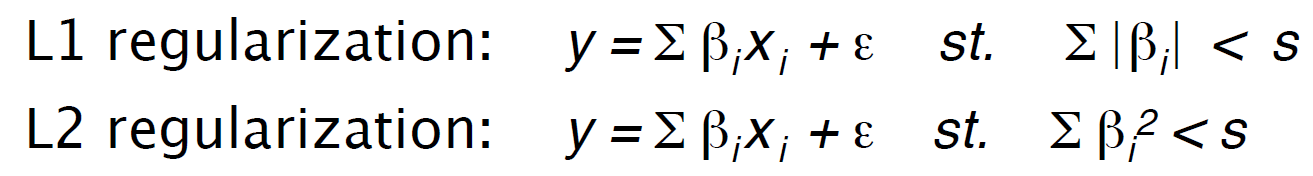 L1 regularization: y = Σ βᵢxᵢ + ε st. Σ |βᵢ| < s
L2 regularization: y = Σ βᵢxᵢ + ε st. Σ βᵢ² < s